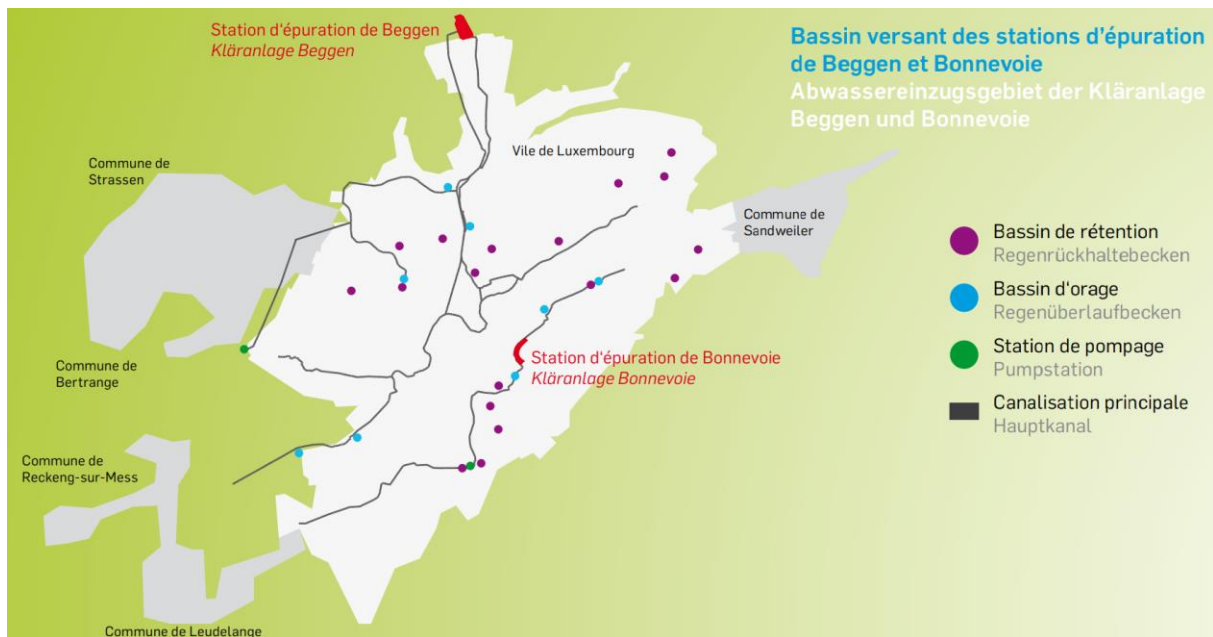 Station d'épuration de Beggen
Kläranlage Beggen
Bassin versant des stations d'épuration
de Beggen et Bonnevoie
Abwassereinzugsgebiet der Kläranlage
Beggen und Bonnevoie
Vile de Luxembourg
Commune de
Strassen
Commune de
Sandweiler
Bassin de rétention
Regenrückhaltebecken
Bassin d'orage
Regenüberlaufbecken
Station de pompage
Pumpstation
Canalisation principale
Hauptkanal
Station d'épuration de Bonnevoie
Kläranlage Bonnevoie
Commune de
Bertrange
Commune de
Reckeng-sur-Mess
Commune de Leudelange